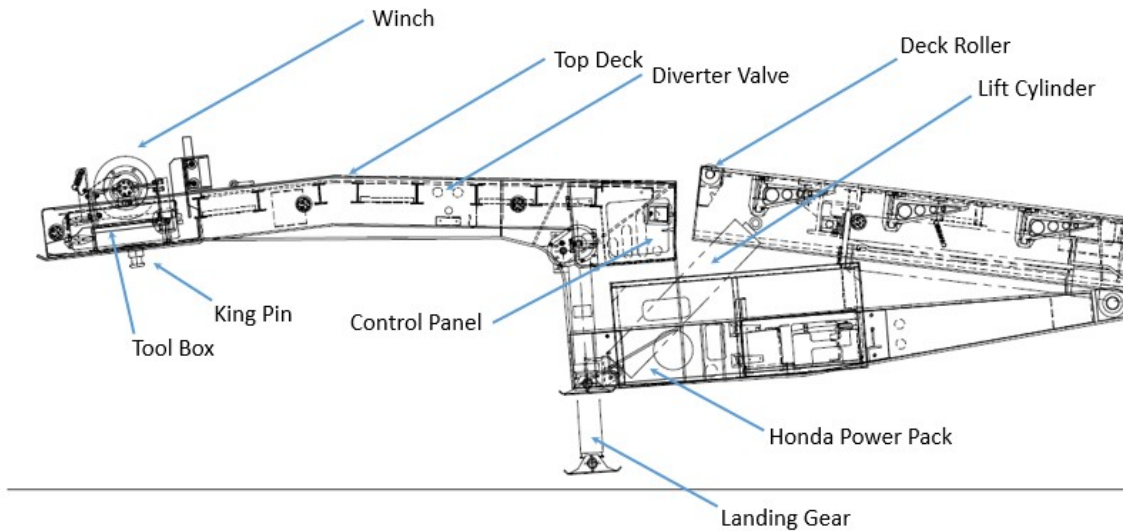 Winch
Top Deck
Diverter Valve
Deck Roller
Lift Cylinder
King Pin
Tool Box
Control Panel
Honda Power Pack
Landing Gear